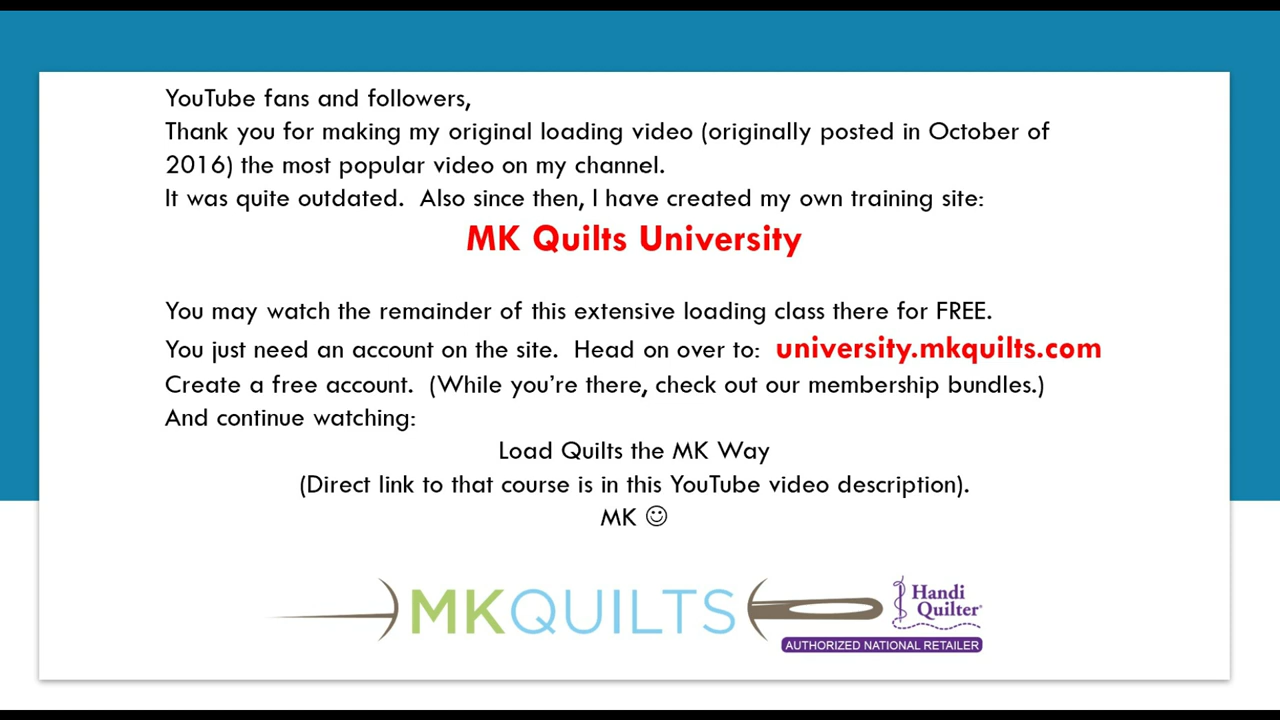 YouTube fans and followers,
Thank you for making my original loading video (originally posted in October of
2016) the most popular video on my channel.
It was quite outdated.  Also since then, I have created my own training site:
MK Quilts University
You may watch the remainder of this extensive loading class there for FREE.
You just need an account on the site.  Head on over to:  university.mkquilts.com
Create a free account.  (While you’re there, check out our membership bundles.)
And continue watching:
Load Quilts the MK Way
(Direct link to that course is in this YouTube video description).
MK ☺
MKQUILTS
Handi
Quilter®
AUTHORIZED NATIONAL RETAILER